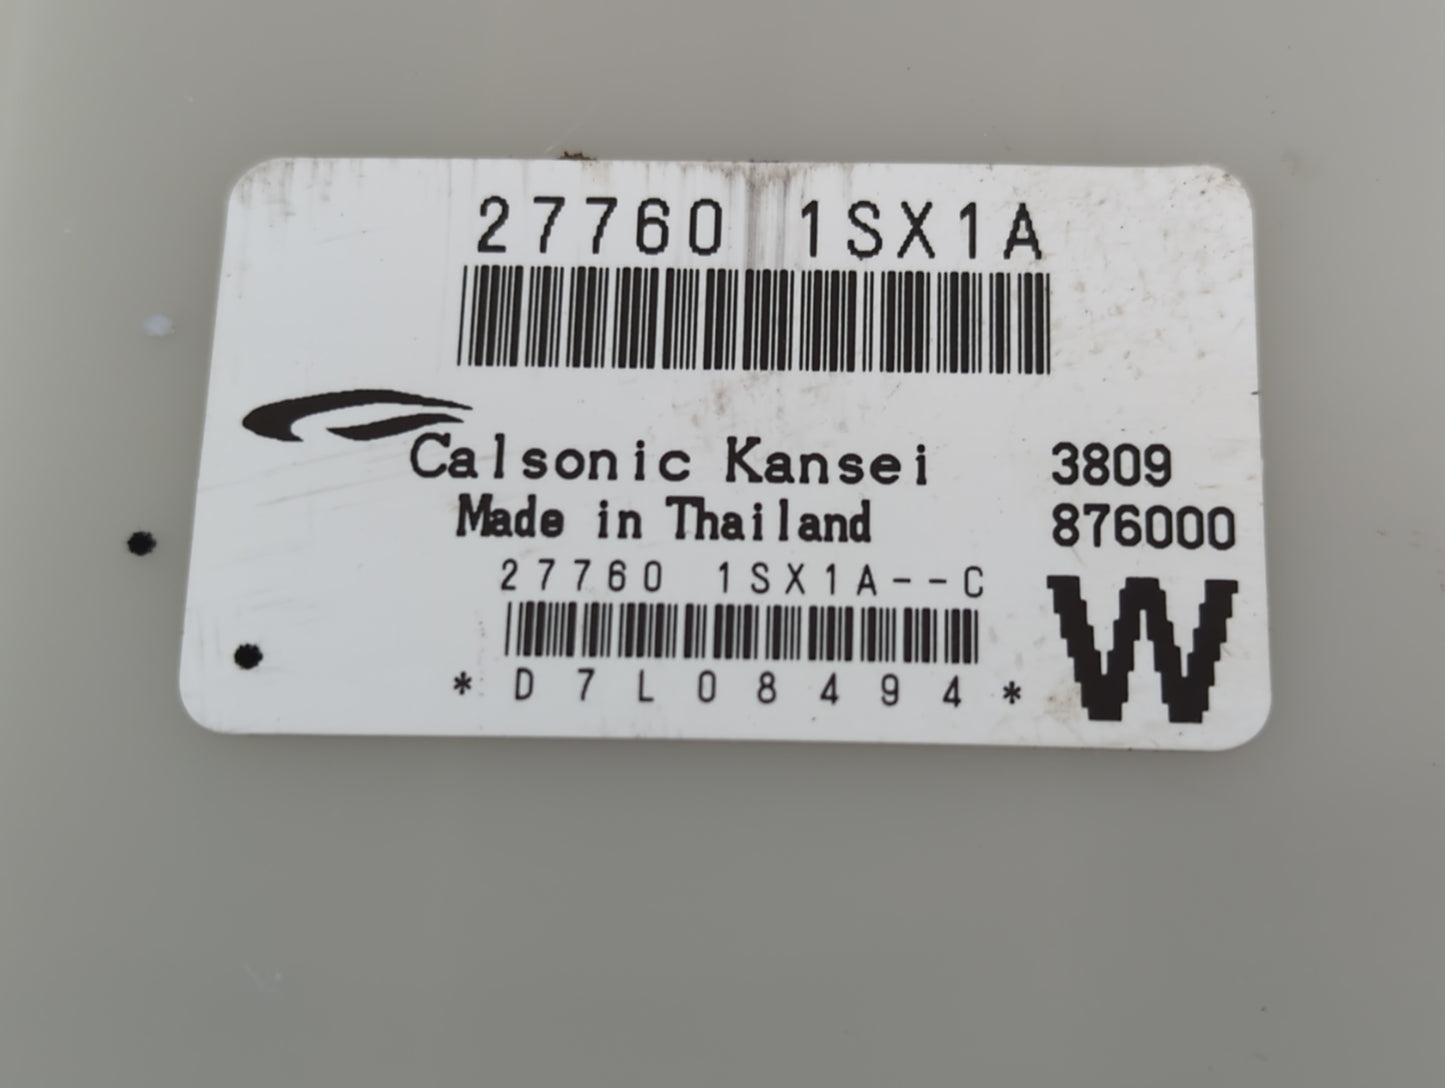 27760 1SX1A
Calsonic Kansei
3809
Made in Thailand
876000
27760 1SX1A--C
W
*D7L08494*